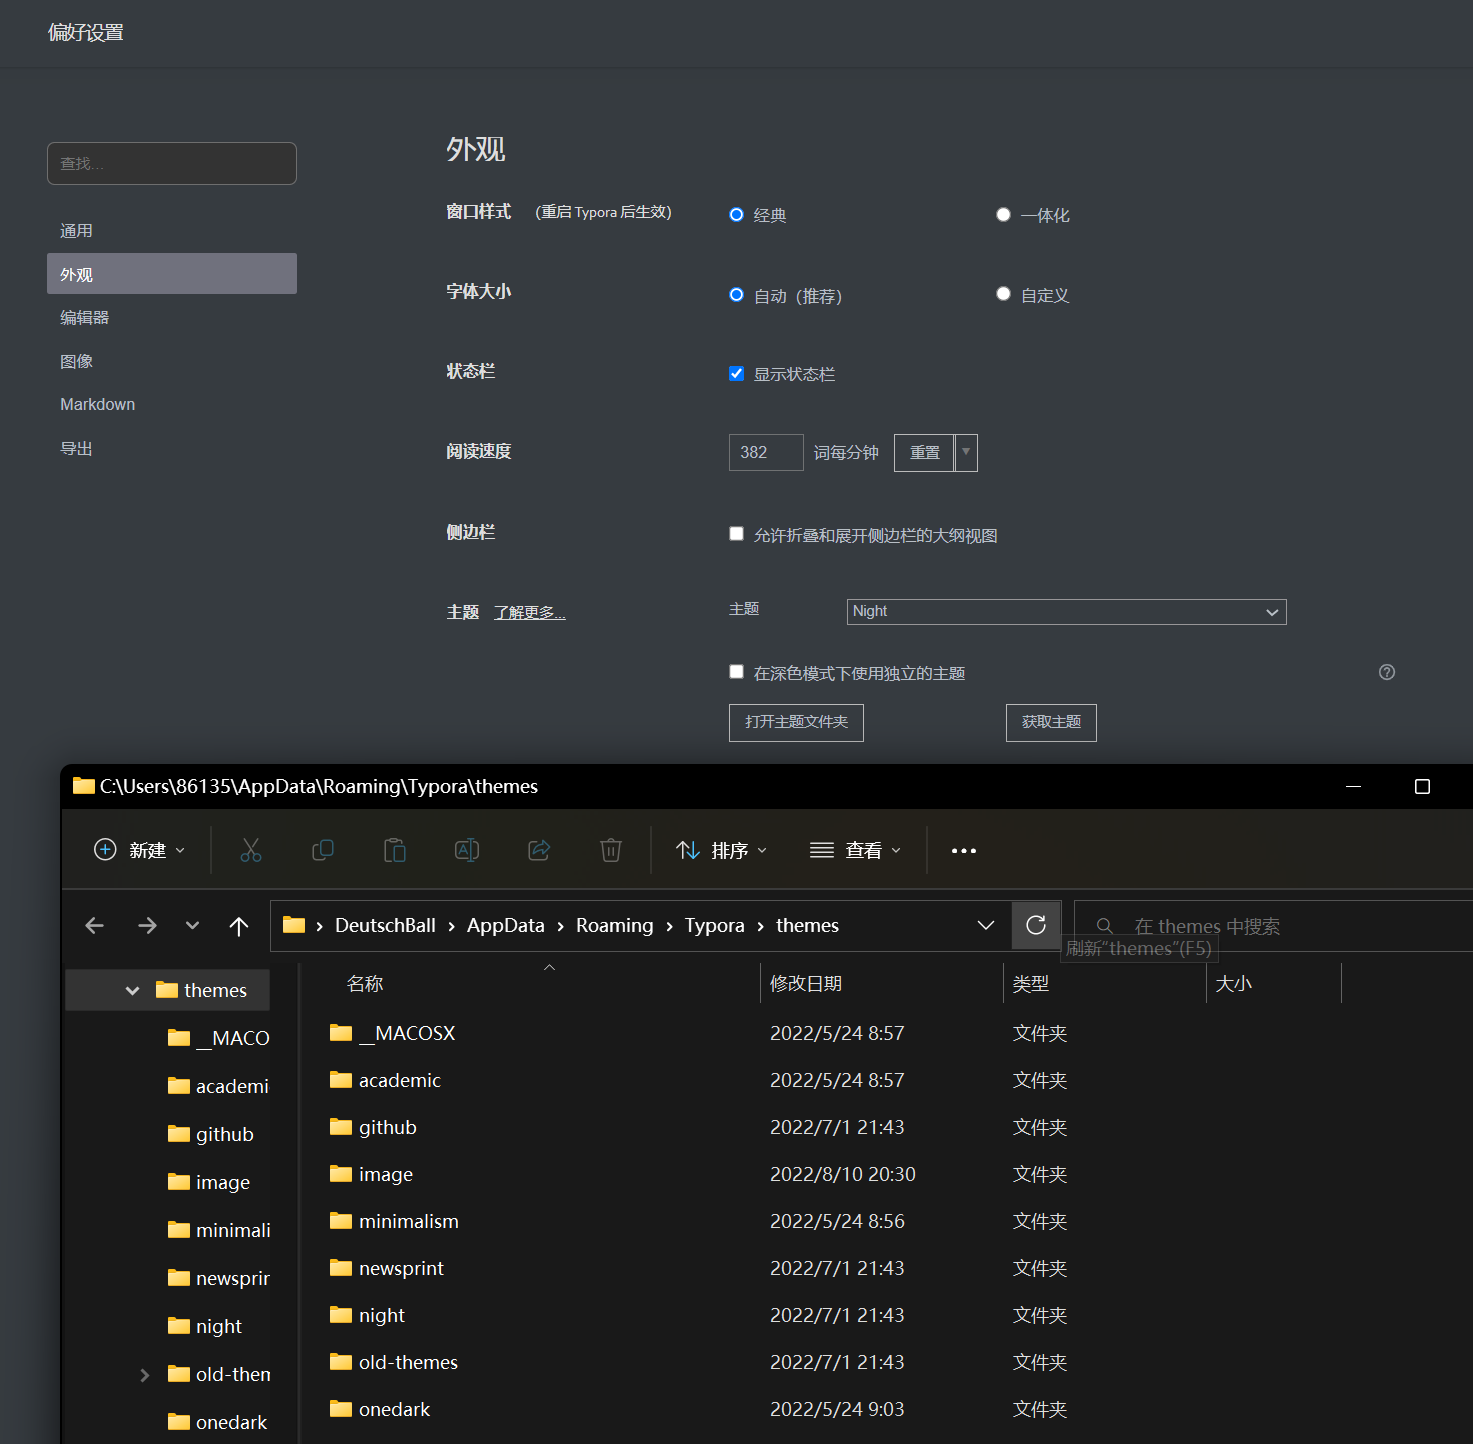 偏好设置
查找...
通用
外观
编辑器
图像
Markdown
导出
外观
窗口样式 (重启 Typora 后生效) 经典 一体化
字体大小 自动（推荐） 自定义
状态栏 显示状态栏
阅读速度 382 词每分钟 重置
侧边栏 允许折叠和展开侧边栏的大纲视图
主题 了解更多... 主题 Night
在深色模式下使用独立的主题
打开主题文件夹 获取主题
C:\Users\86135\AppData\Roaming\Typora\themes
新建 排序 查看
DeutschBall › AppData › Roaming › Typora › themes 在 themes 中搜索
刷新“themes”(F5)
themes
__MACO
academi
github
image
minimali
newsprin
night
old-them
onedark
名称 修改日期 类型 大小
__MACOSX 2022/5/24 8:57 文件夹
academic 2022/5/24 8:57 文件夹
github 2022/7/1 21:43 文件夹
image 2022/8/10 20:30 文件夹
minimalism 2022/5/24 8:56 文件夹
newsprint 2022/7/1 21:43 文件夹
night 2022/7/1 21:43 文件夹
old-themes 2022/7/1 21:43 文件夹
onedark 2022/5/24 9:03 文件夹